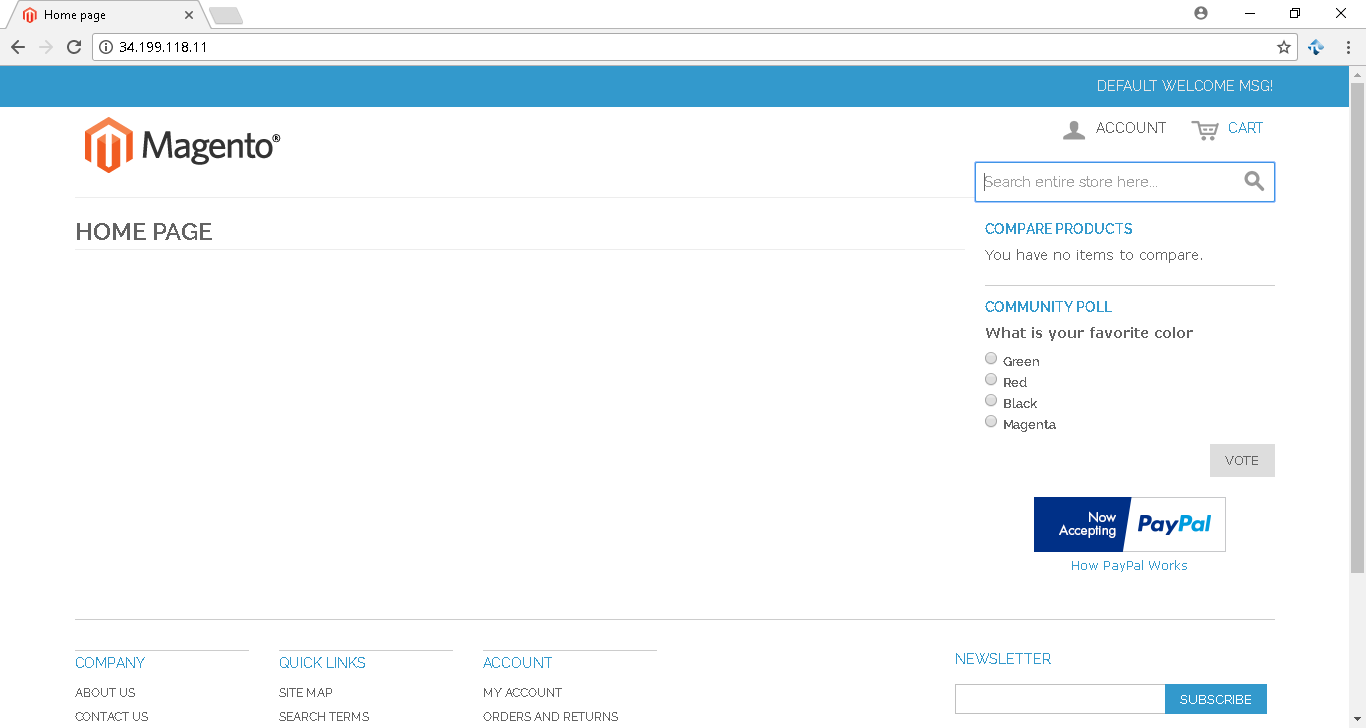 Home page
34.199.118.11
DEFAULT WELCOME MSG!
Magento®
ACCOUNT
CART
Search entire store here...
HOME PAGE
COMPARE PRODUCTS
You have no items to compare.
COMMUNITY POLL
What is your favorite color
Green
Red
Black
Magenta
VOTE
Now
Accepting
PayPal
How PayPal Works
COMPANY
ABOUT US
CONTACT US
QUICK LINKS
SITE MAP
SEARCH TERMS
ACCOUNT
MY ACCOUNT
ORDERS AND RETURNS
NEWSLETTER
SUBSCRIBE